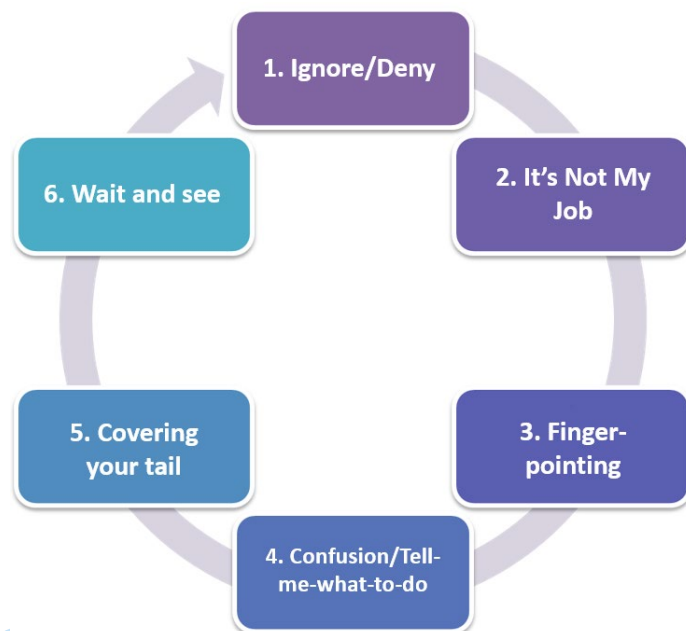 1. Ignore/Deny
2. It's Not My
Job
3. Finger-
pointing
4. Confusion/Tell-
me-what-to-do
5. Covering
your tail
6. Wait and see